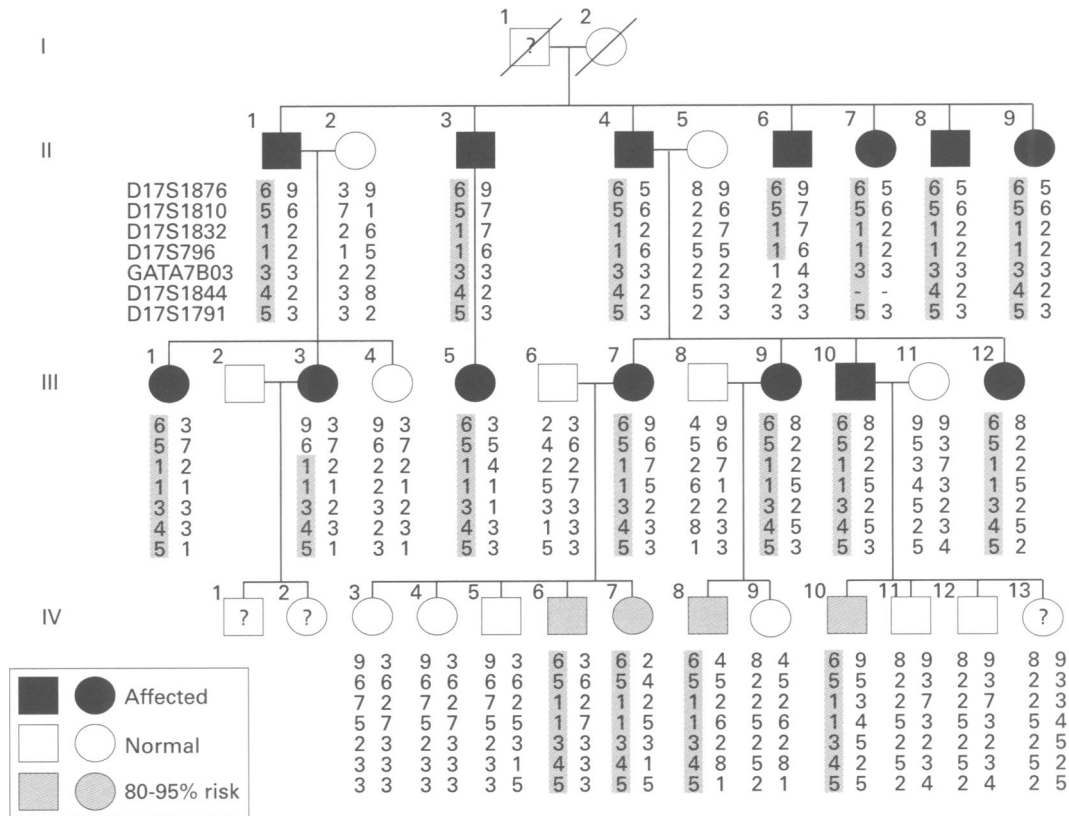 1 2
I ?
1 2 3 4 5 6 7 8 9
II
D17S1876 6 9 3 9 6 9 6 5 8 9 6 9 6 5 6 5 6 5
D17S1810 5 6 7 1 5 7 5 6 2 6 5 7 5 6 5 6 5 6
D17S1832 1 2 2 6 1 7 1 2 2 7 1 7 1 2 1 2 1 2
D17S796 1 2 1 5 1 6 1 6 5 5 1 6 1 2 1 2 1 2
GATA7B03 3 3 2 2 3 3 3 3 2 2 1 4 3 3 3 3 3 3
D17S1844 4 2 3 8 4 2 4 2 5 3 2 3 - - 4 2 4 2
D17S1791 5 3 3 2 5 3 5 3 2 3 3 3 5 3 5 3 5 3
1 2 3 4 5 6 7 8 9 10 11 12
III
6 3 9 3 9 3 6 3 2 3 6 9 4 9 6 8 6 8 9 9 6 8
5 7 6 7 6 7 5 5 4 6 5 6 5 6 5 2 5 2 5 3 5 2
1 2 1 2 2 2 1 4 2 2 1 7 2 7 1 2 1 2 3 7 1 2
1 1 1 1 2 1 1 1 5 7 1 5 6 1 1 5 1 5 4 3 1 5
3 3 3 2 3 2 3 1 3 3 3 2 2 2 3 2 3 2 5 2 3 2
4 3 4 3 2 3 4 3 1 3 4 3 8 3 4 5 4 5 2 3 4 5
5 1 5 1 3 1 5 3 5 3 5 3 1 3 5 3 5 3 5 4 5 2
1 2 3 4 5 6 7 8 9 10 11 12 13
IV ? ? ?
9 3 9 3 9 3 6 3 6 2 6 4 8 4 6 9 8 9 8 9 8 9
6 6 6 6 6 6 5 6 5 4 5 5 2 5 5 5 2 3 2 3 2 3
7 2 7 2 7 2 1 2 1 2 1 2 2 2 1 3 2 7 2 7 2 7
5 7 5 7 5 5 1 7 1 5 1 6 5 6 1 4 5 3 5 3 5 4
2 3 2 3 2 3 3 3 3 3 3 2 2 2 3 5 2 2 2 2 2 5
3 3 3 3 3 1 4 3 4 1 4 8 5 8 4 2 5 3 5 3 5 2
3 3 3 3 3 5 5 3 5 5 5 1 2 1 5 5 2 4 2 4 2 5
Affected
Normal
80-95% risk